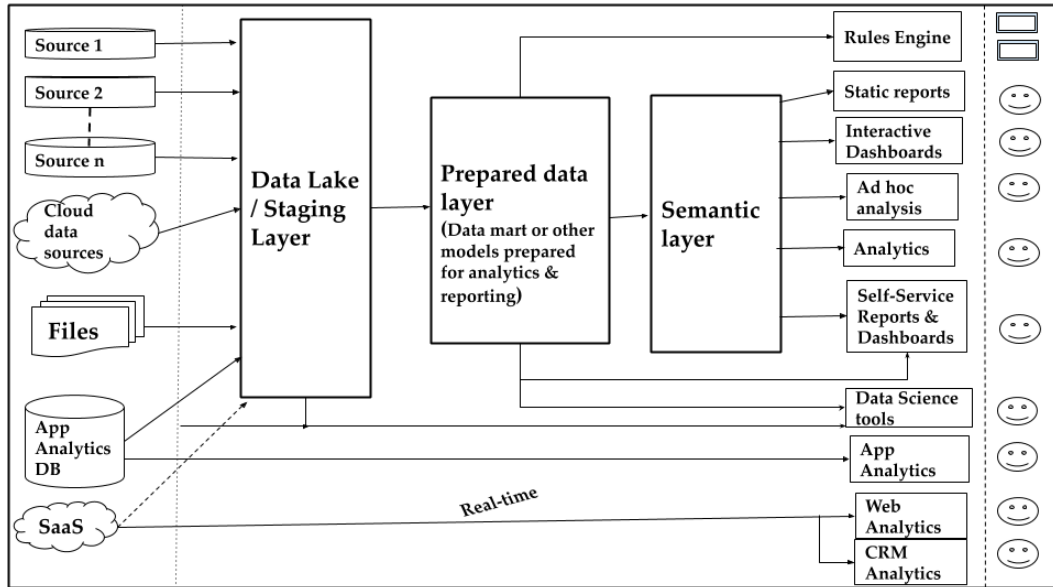 Source 1
Source 2
Source n
Cloud
data
sources
Files
App
Analytics
DB
SaaS
Data Lake
/ Staging
Layer
Prepared data
layer
(Data mart or other
models prepared
for analytics &
reporting)
Semantic
layer
Real-time
Rules Engine
Static reports
Interactive
Dashboards
Ad hoc
analysis
Analytics
Self-Service
Reports &
Dashboards
Data Science
tools
App
Analytics
Web
Analytics
CRM
Analytics